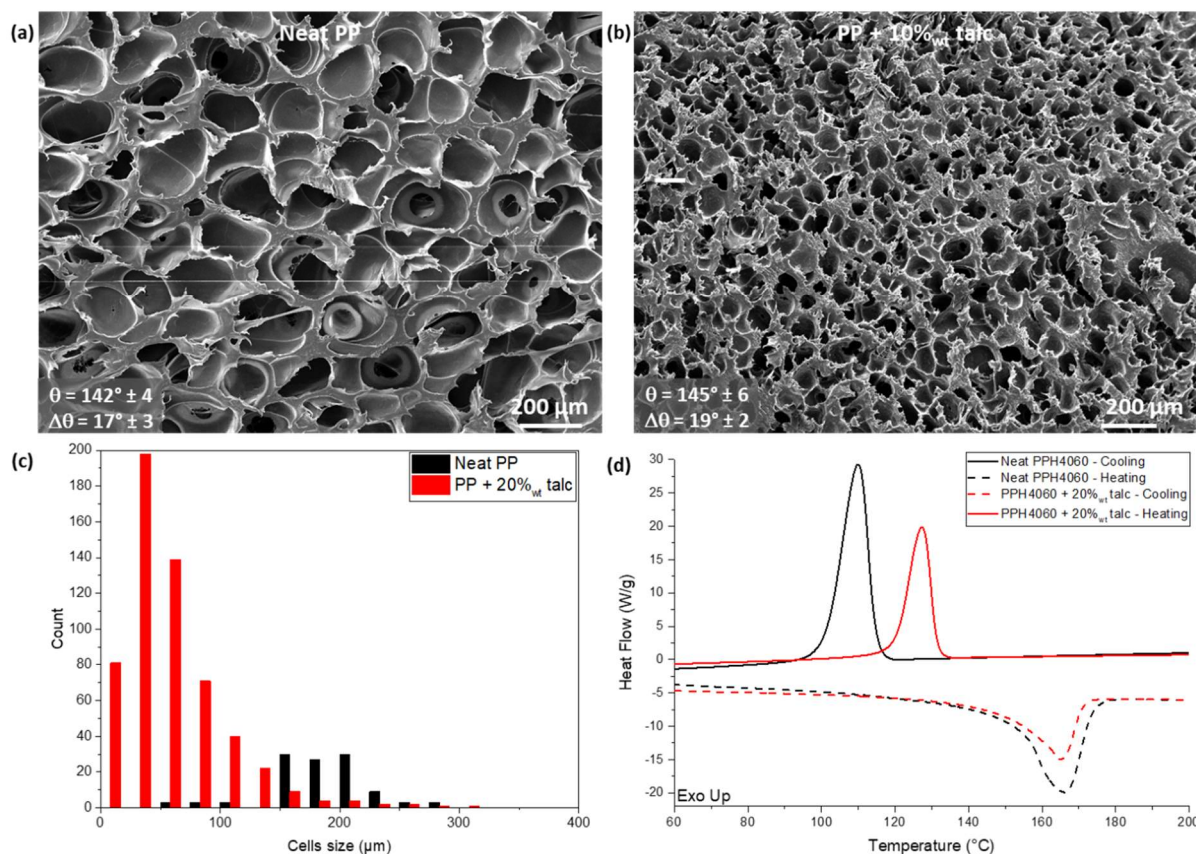 (a)
Neat PP
θ = 142° ± 4
Δθ = 17° ± 3
200 µm
(b)
PP + 10%wt talc
θ = 145° ± 6
Δθ = 19° ± 2
200 µm
(c)
Neat PP
PP + 20%wt talc
200
180
160
140
120
100
80
60
40
20
0
Count
0
100
200
300
400
Cells size (µm)
(d)
Neat PPH4060 - Cooling
Neat PPH4060 - Heating
PPH4060 + 20%wt talc - Cooling
PPH4060 + 20%wt talc - Heating
30
25
20
15
10
5
0
-5
-10
-15
-20
Heat Flow (W/g)
Exo Up
60
80
100
120
140
160
180
200
Temperature (°C)